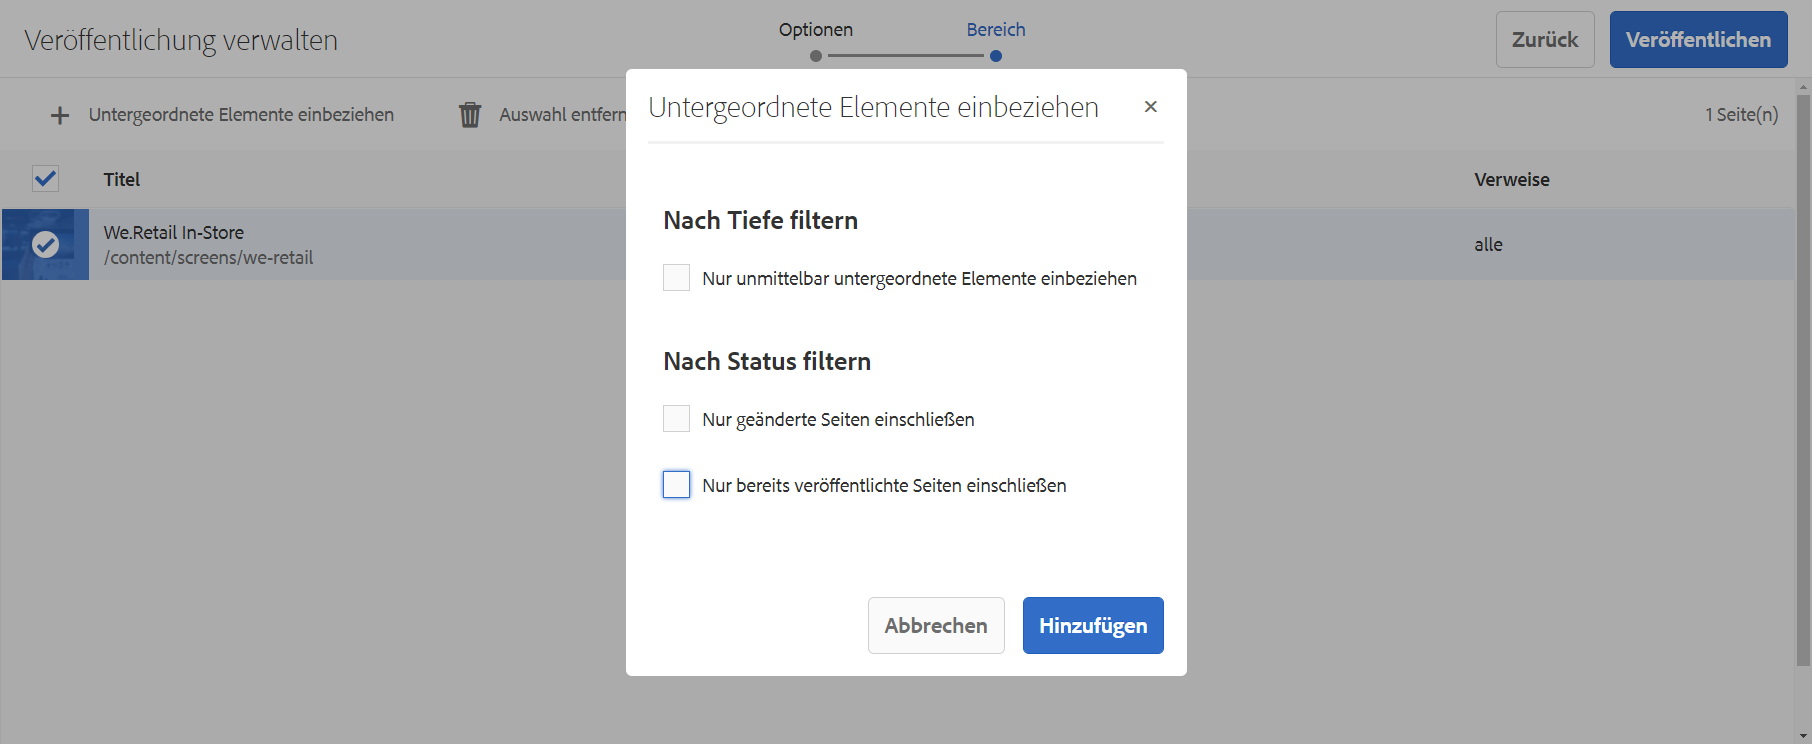 Veröffentlichung verwalten
Optionen
Bereich
Zurück
Veröffentlichen
Untergeordnete Elemente einbeziehen
Auswahl entfern
1 Seite(n)
Titel
Verweise
We.Retail In-Store
/content/screens/we-retail
alle
Untergeordnete Elemente einbeziehen
Nach Tiefe filtern
Nur unmittelbar untergeordnete Elemente einbeziehen
Nach Status filtern
Nur geänderte Seiten einschließen
Nur bereits veröffentlichte Seiten einschließen
Abbrechen
Hinzufügen